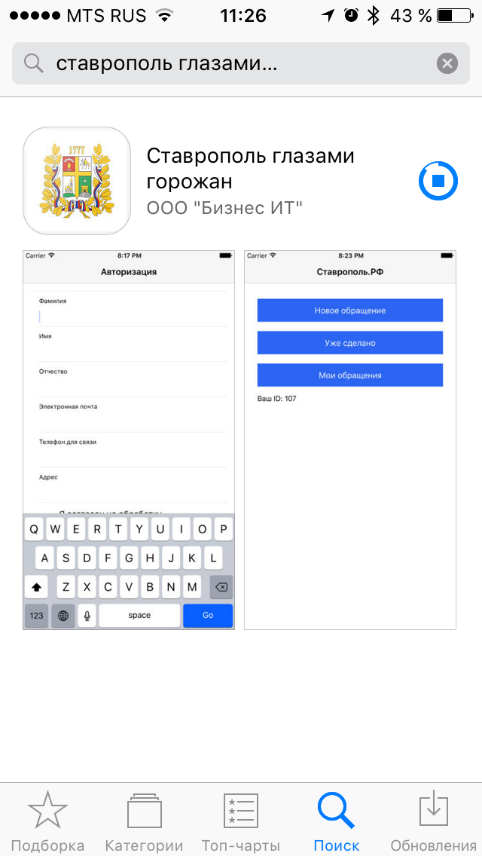 MTS RUS 11:26 43 %
ставрополь глазами...
1777
Ставрополь глазами
горожан
ООО "Бизнес ИТ"
Carrier 8:17 PM
Авторизация
Фамилия
Имя
Отчество
Электронная почта
Телефон для связи
Адрес
Я согласен на обработку
Q W E R T Y U I O P
A S D F G H J K L
Z X C V B N M
123 space Go
Carrier 8:23 PM
Ставрополь.РФ
Новое обращение
Уже сделано
Мои обращения
Ваш ID: 107
Подборка Категории Топ-чарты Поиск Обновления